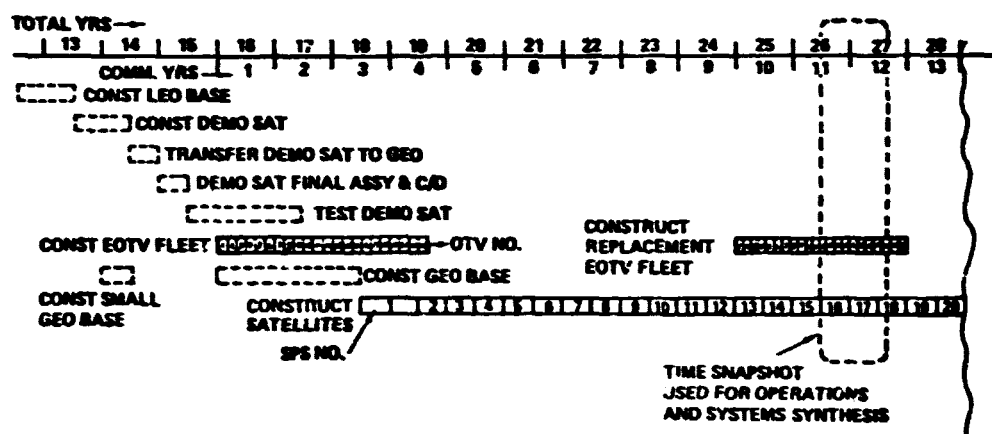 TOTAL YRS
13 14 15 16 17 18 19 20 21 22 23 24 25 26 27 28
COMM. YRS 1 2 3 4 5 6 7 8 9 10 11 12 13
CONST LEO BASE
CONST DEMO SAT
TRANSFER DEMO SAT TO GEO
DEMO SAT FINAL ASSY & C/O
TEST DEMO SAT
CONST EOTV FLEET
OTV NO.
CONSTRUCT
REPLACEMENT
EOTV FLEET
CONST GEO BASE
CONST SMALL
GEO BASE
CONSTRUCT
SATELLITES
1 2 3 4 5 6 7 8 9 10 11 12 13 14 15 16 17 18 19 20
SPS NO.
TIME SNAPSHOT
USED FOR OPERATIONS
AND SYSTEMS SYNTHESIS